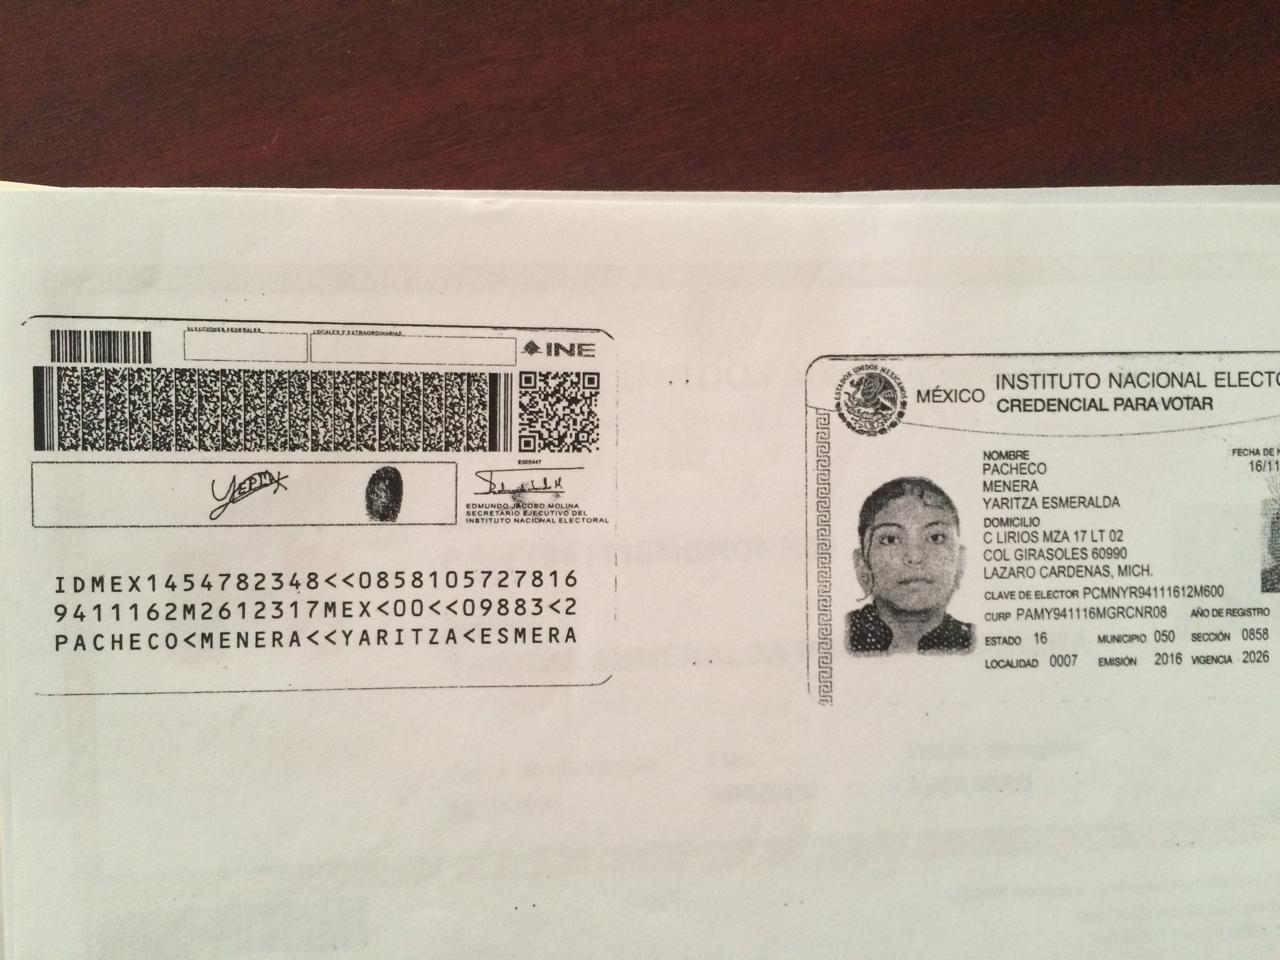 ELECCIONES FEDERALES
LOCALES Y EXTRAORDINARIAS
INE
E005447
EDMUNDO JACOBO MOLINA
SECRETARIO EJECUTIVO DEL
INSTITUTO NACIONAL ELECTORAL
IDMEX1454782348<<0858105727816
9411162M2612317MEX<00<<09883<2
PACHECO<MENERA<<YARITZA<ESMERA
ESTADOS UNIDOS MEXICANOS
MÉXICO
INSTITUTO NACIONAL ELECTO
CREDENCIAL PARA VOTAR
NOMBRE
PACHECO
MENERA
YARITZA ESMERALDA
FECHA DE N
16/11
DOMICILIO
C LIRIOS MZA 17 LT 02
COL GIRASOLES 60990
LAZARO CARDENAS, MICH.
CLAVE DE ELECTOR PCMNYR94111612M600
CURP PAMY941116MGRCNR08 AÑO DE REGISTRO
ESTADO 16 MUNICIPIO 050 SECCIÓN 0858
LOCALIDAD 0007 EMISIÓN 2016 VIGENCIA 2026